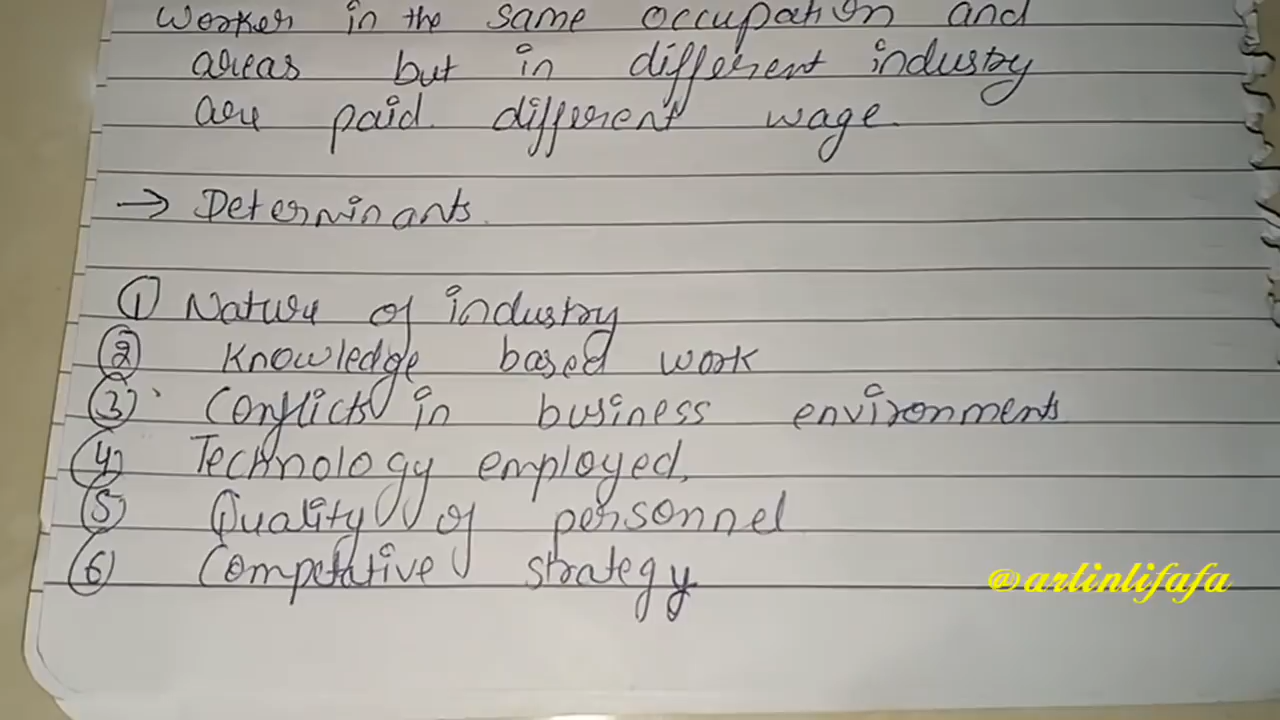 Worker in the same occupation and
areas but in different industry
are paid different wage.
→ Determinants.
① Nature of industry
② Knowledge based work
③ Conflicts in business environments
④ Technology employed.
⑤ Quality of personnel
⑥ Competative strategy
@artinlifafa